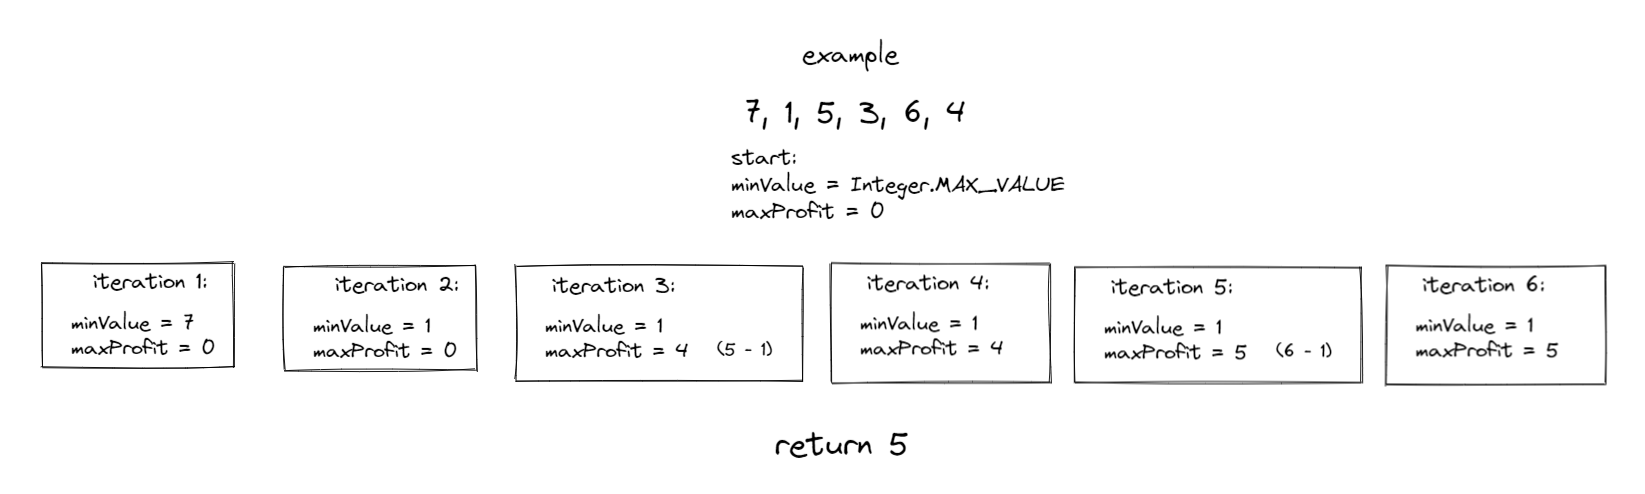 example
7, 1, 5, 3, 6, 4
start:
minValue = Integer.MAX_VALUE
maxProfit = 0
iteration 1:
minValue = 7
maxProfit = 0
iteration 2:
minValue = 1
maxProfit = 0
iteration 3:
minValue = 1
maxProfit = 4 (5 - 1)
iteration 4:
minValue = 1
maxProfit = 4
iteration 5:
minValue = 1
maxProfit = 5 (6 - 1)
iteration 6:
minValue = 1
maxProfit = 5
return 5